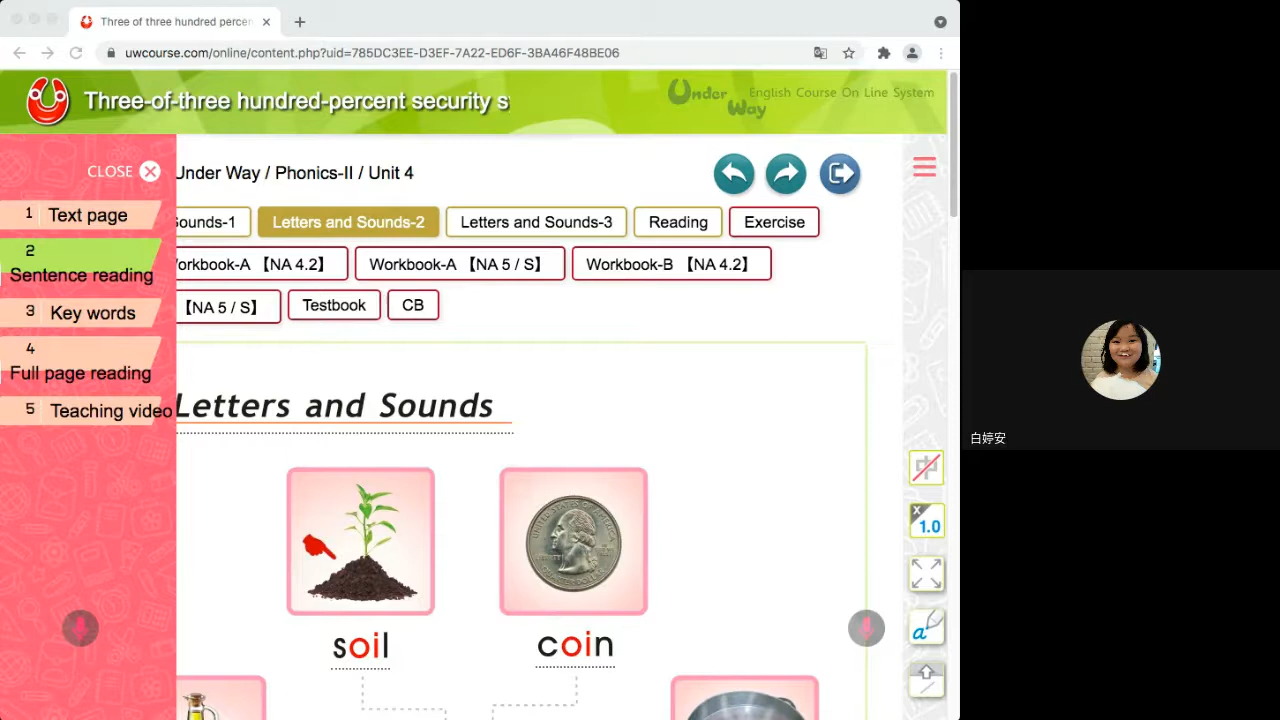 Three of three hundred percen
uwcourse.com/online/content.php?uid=785DC3EE-D3EF-7A22-ED6F-3BA46F48BE06
Three-of-three hundred-percent security s
Under Way
English Course On Line System
CLOSE
Under Way / Phonics-II / Unit 4
1 Text page
2 Sentence reading
3 Key words
4 Full page reading
5 Teaching video
Sounds-1
Letters and Sounds-2
Letters and Sounds-3
Reading
Exercise
Workbook-A 【NA 4.2】
Workbook-A 【NA 5 / S】
Workbook-B 【NA 4.2】
【NA 5 / S】
Testbook
CB
Letters and Sounds
soil
coin
中
x 1.0
a
白婷安